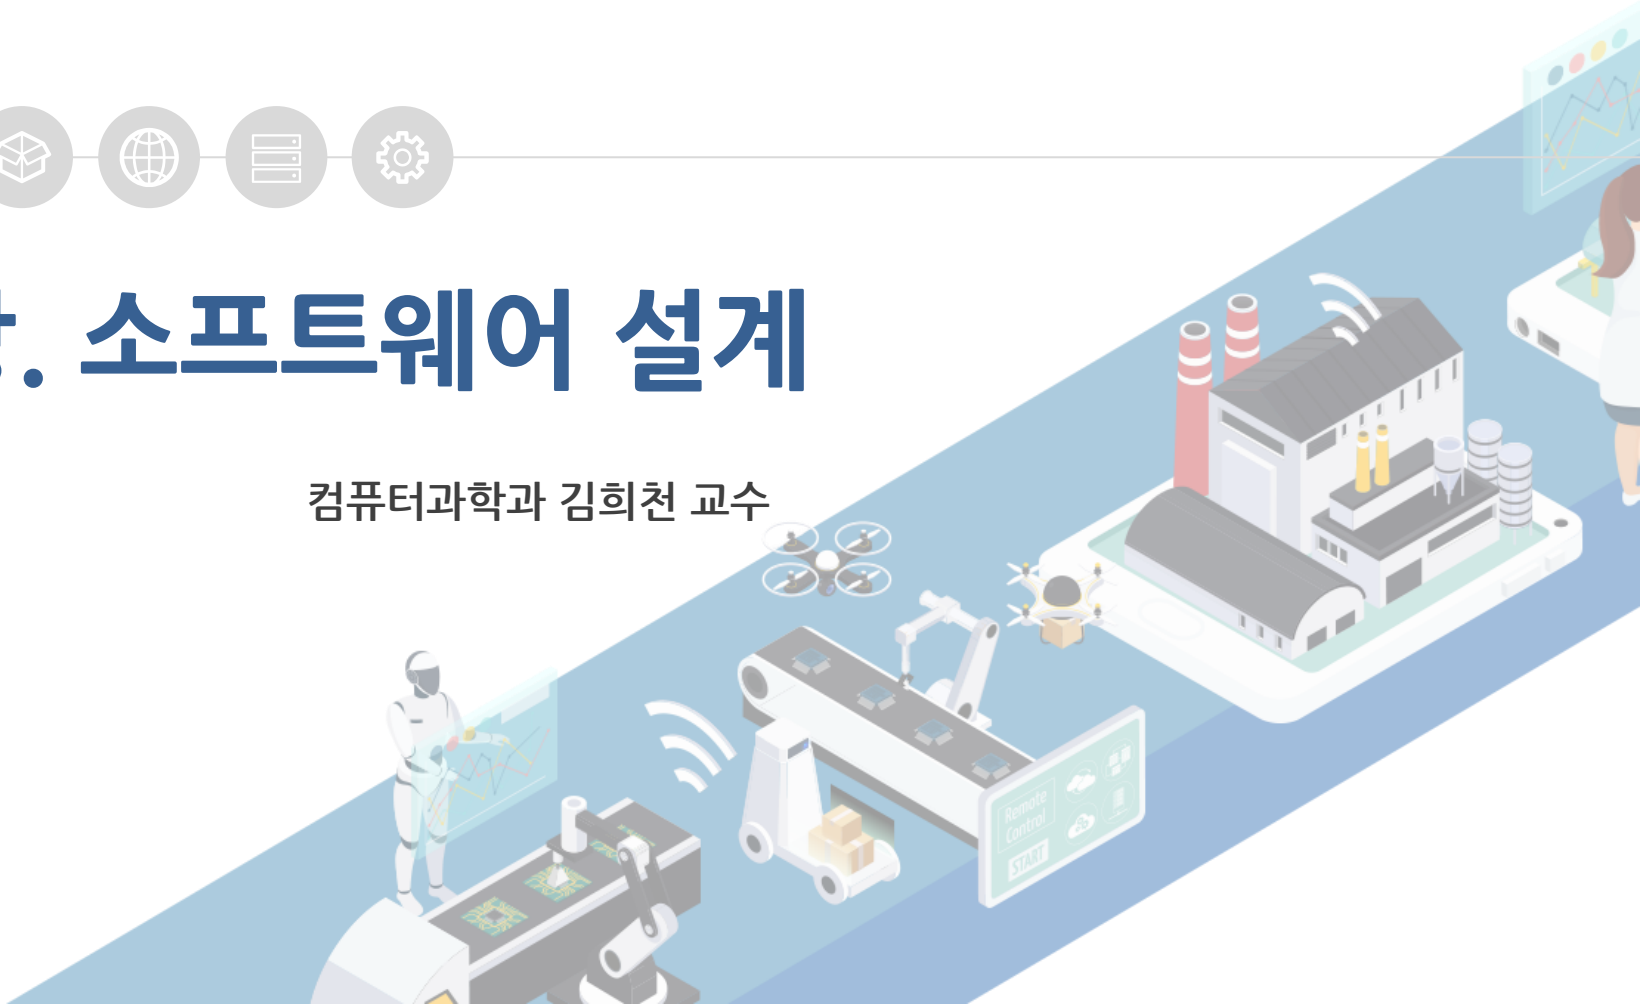 . 소프트웨어 설계
컴퓨터과학과 김희천 교수
Remote
Control
START